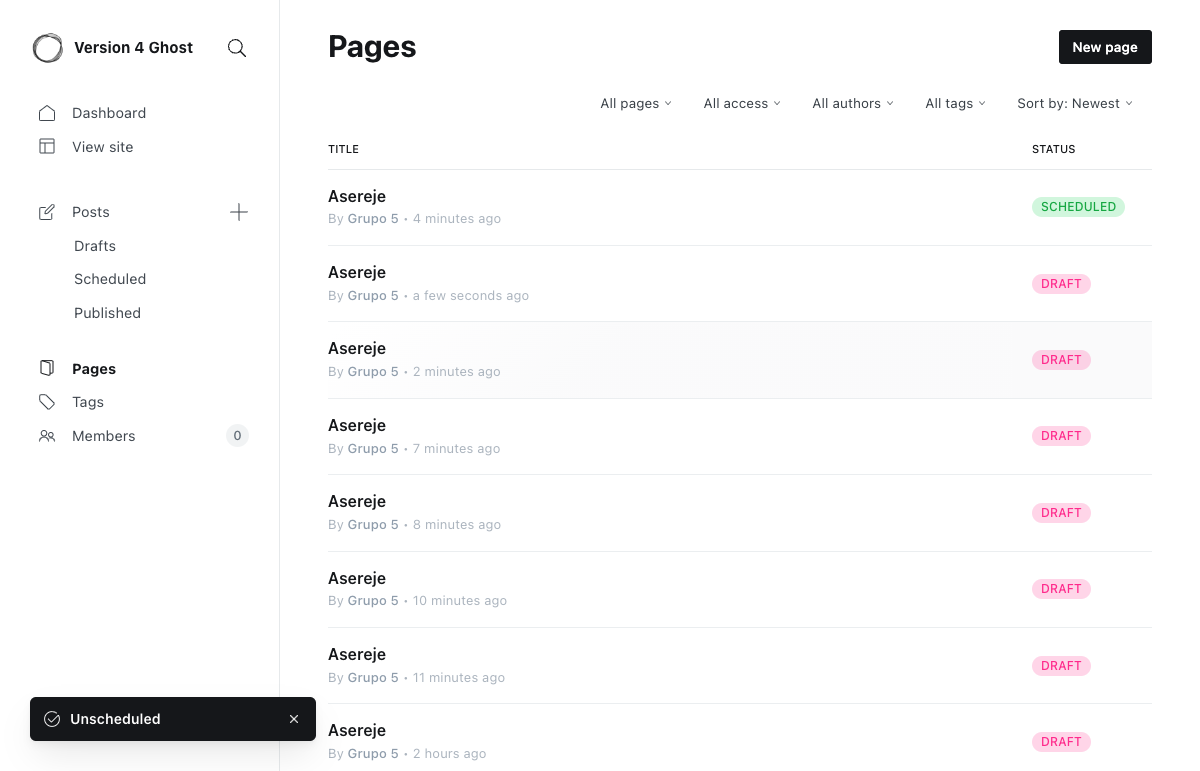 Version 4 Ghost
Dashboard
View site
Posts
Drafts
Scheduled
Published
Pages
Tags
Members 0
Pages
New page
All pages All access All authors All tags Sort by: Newest
TITLE STATUS
Asereje
By Grupo 5 • 4 minutes ago
SCHEDULED
Asereje
By Grupo 5 • a few seconds ago
DRAFT
Asereje
By Grupo 5 • 2 minutes ago
DRAFT
Asereje
By Grupo 5 • 7 minutes ago
DRAFT
Asereje
By Grupo 5 • 8 minutes ago
DRAFT
Asereje
By Grupo 5 • 10 minutes ago
DRAFT
Asereje
By Grupo 5 • 11 minutes ago
DRAFT
Asereje
By Grupo 5 • 2 hours ago
DRAFT
Unscheduled